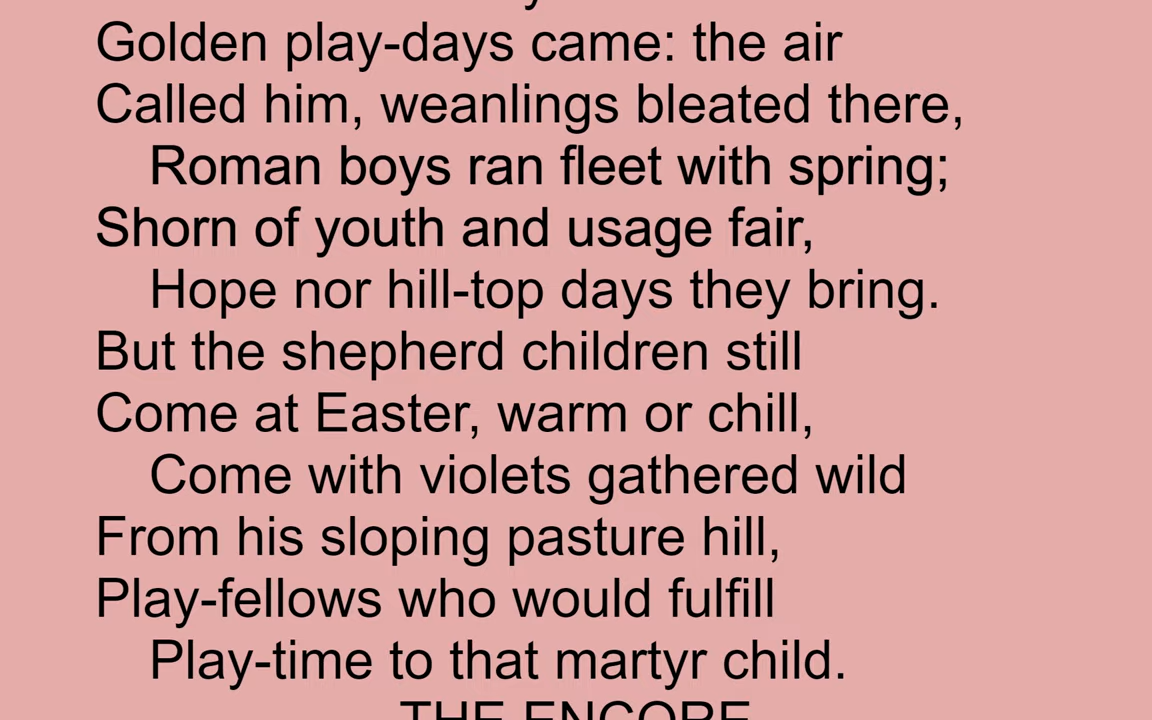 Golden play-days came: the air
Called him, weanlings bleated there,
Roman boys ran fleet with spring;
Shorn of youth and usage fair,
Hope nor hill-top days they bring.
But the shepherd children still
Come at Easter, warm or chill,
Come with violets gathered wild
From his sloping pasture hill,
Play-fellows who would fulfill
Play-time to that martyr child.
THE ENCORE